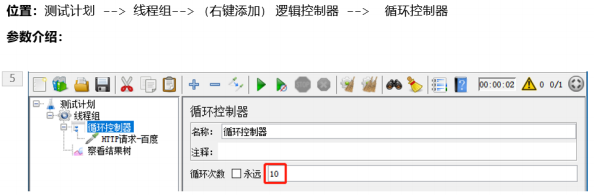 位置: 测试计划 --> 线程组--> (右键添加) 逻辑控制器 --> 循环控制器
参数介绍:
5
00:00:02 0 0/1
测试计划
线程组
循环控制器
HTTP请求-百度
察看结果树
循环控制器
名称: 循环控制器
注释:
循环次数 永远 10